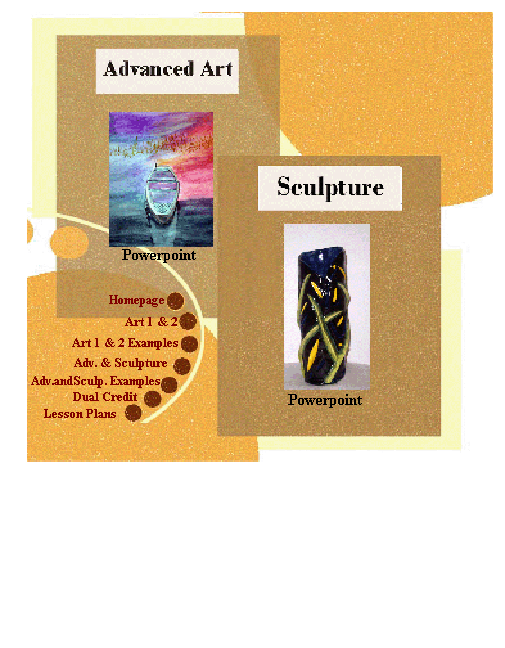 Advanced Art
Powerpoint
Sculpture
Powerpoint
Homepage
Art 1 & 2
Art 1 & 2 Examples
Adv. & Sculpture
Adv.andSculp. Examples
Dual Credit
Lesson Plans